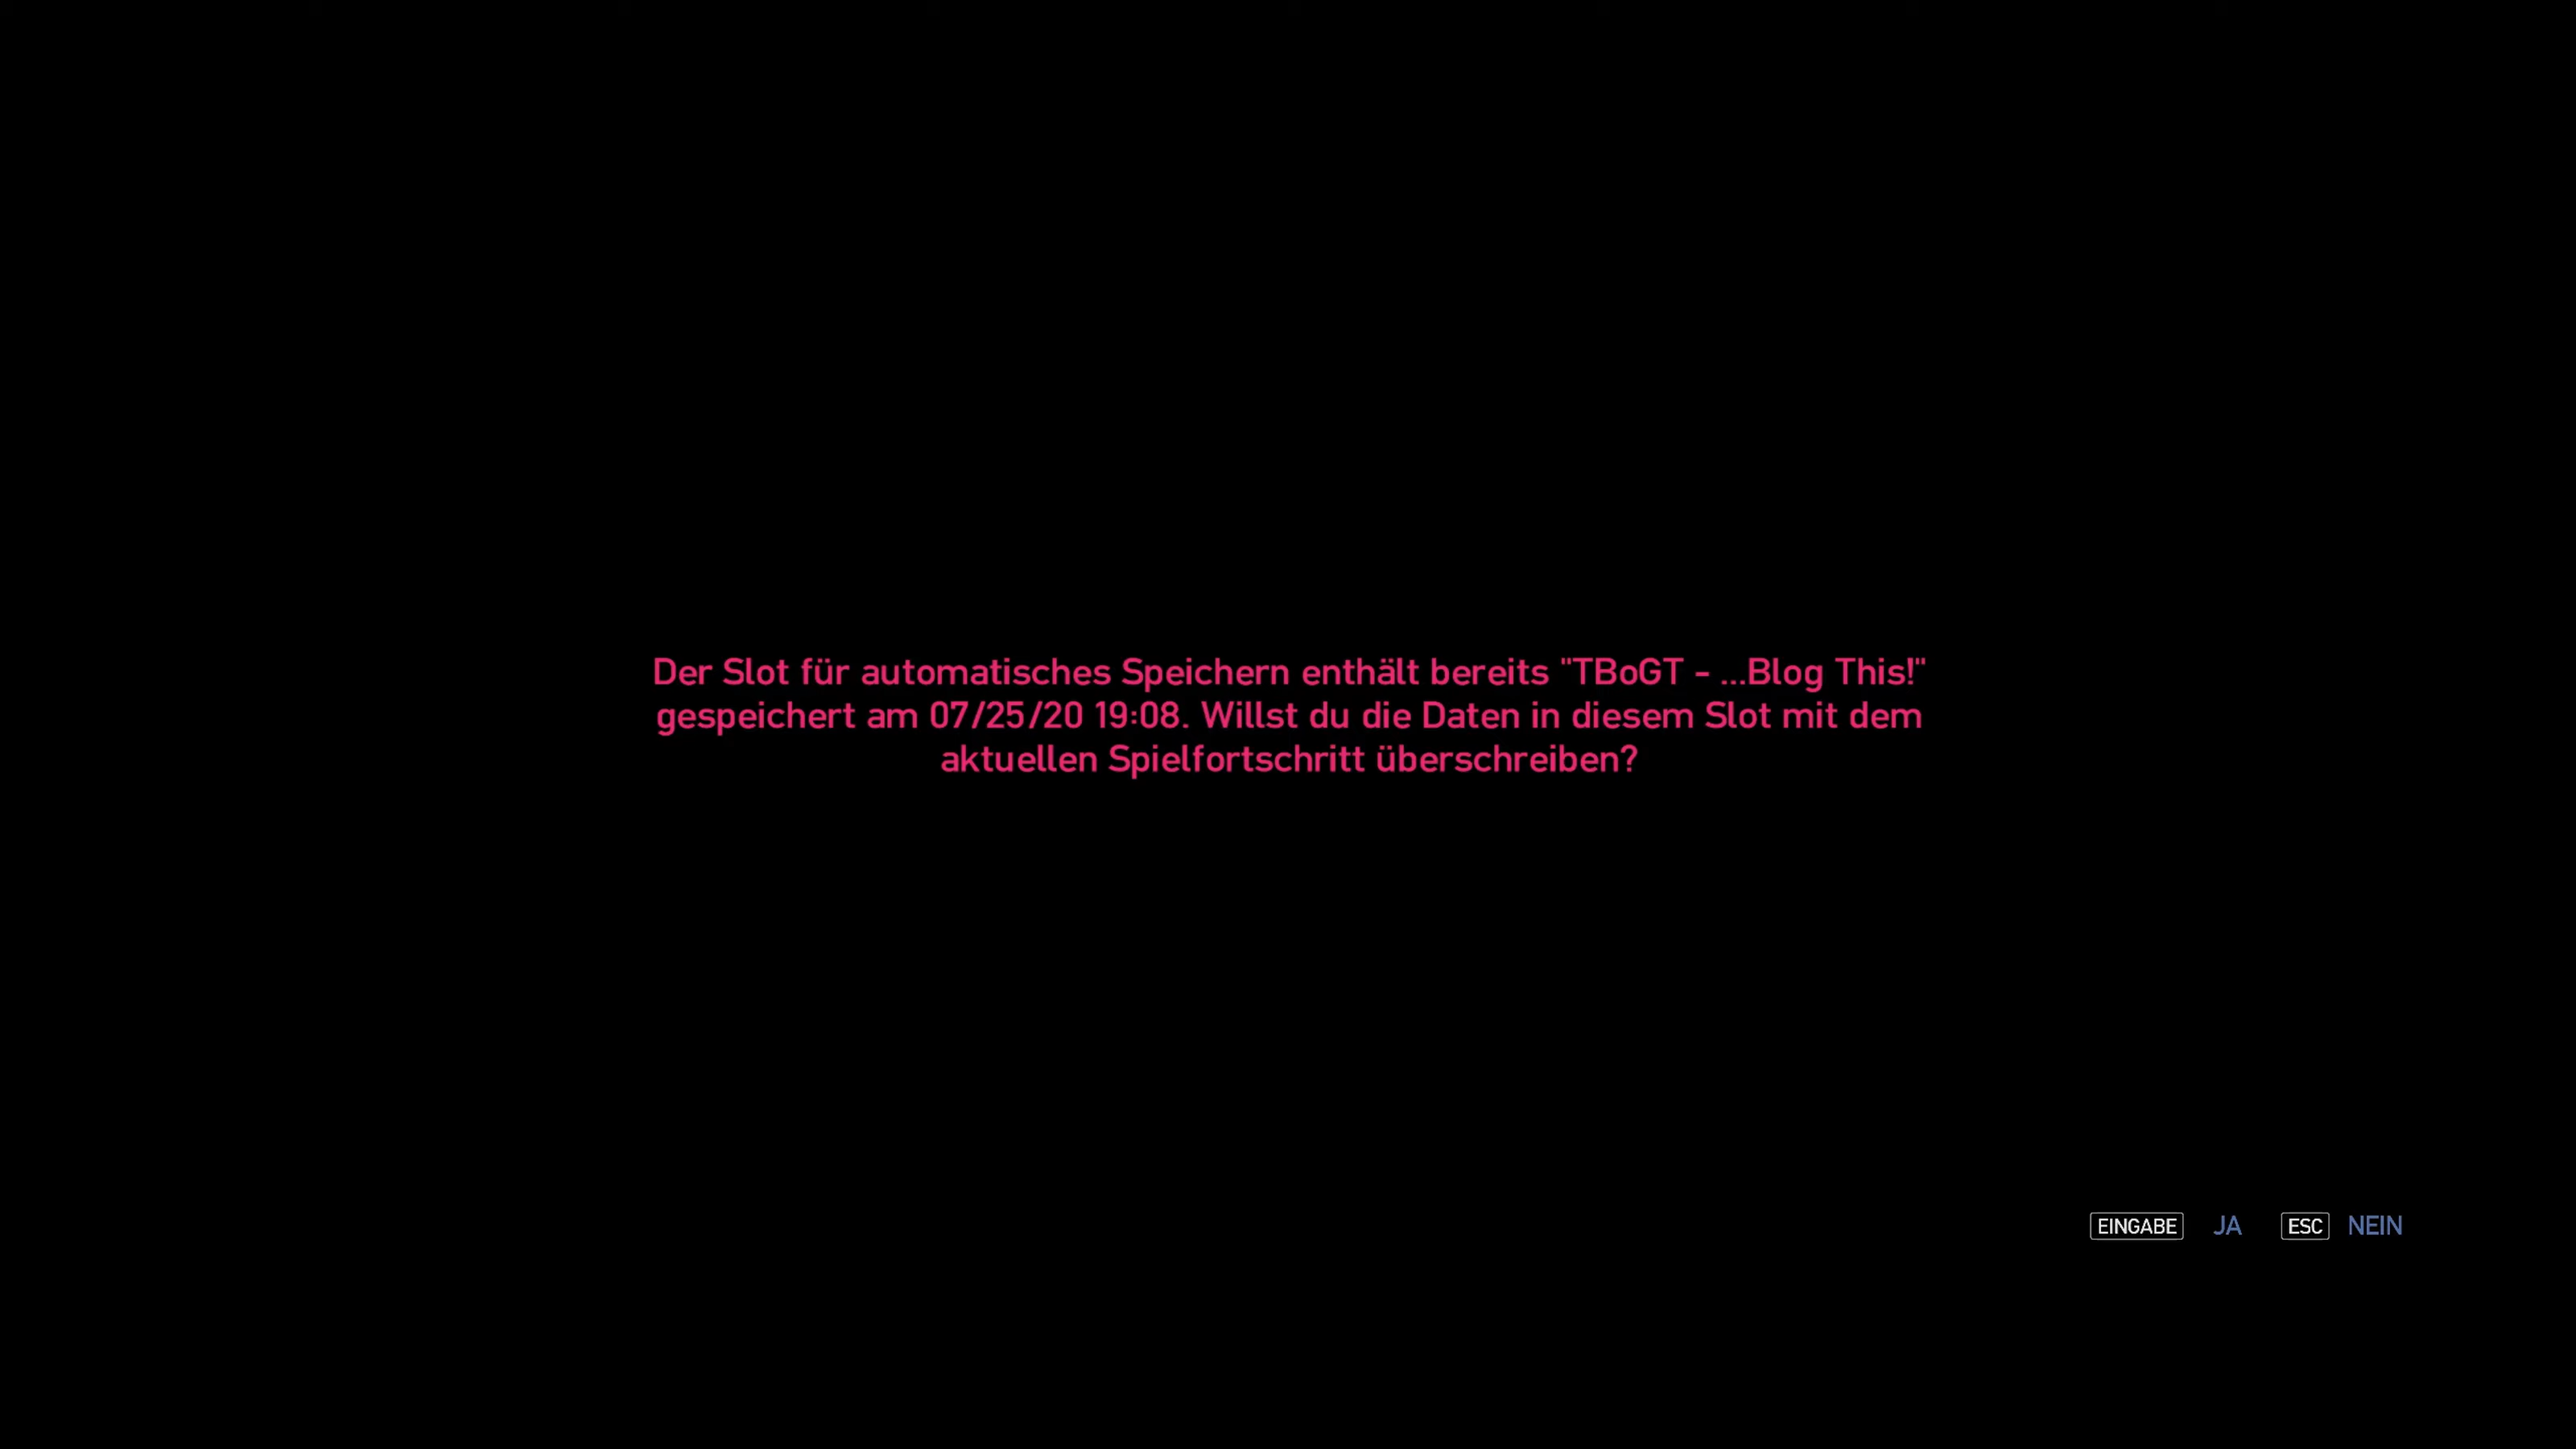 Der Slot für automatisches Speichern enthält bereits "TBoGT - ...Blog This!"
gespeichert am 07/25/20 19:08. Willst du die Daten in diesem Slot mit dem
aktuellen Spielfortschritt überschreiben?
EINGABE JA ESC NEIN